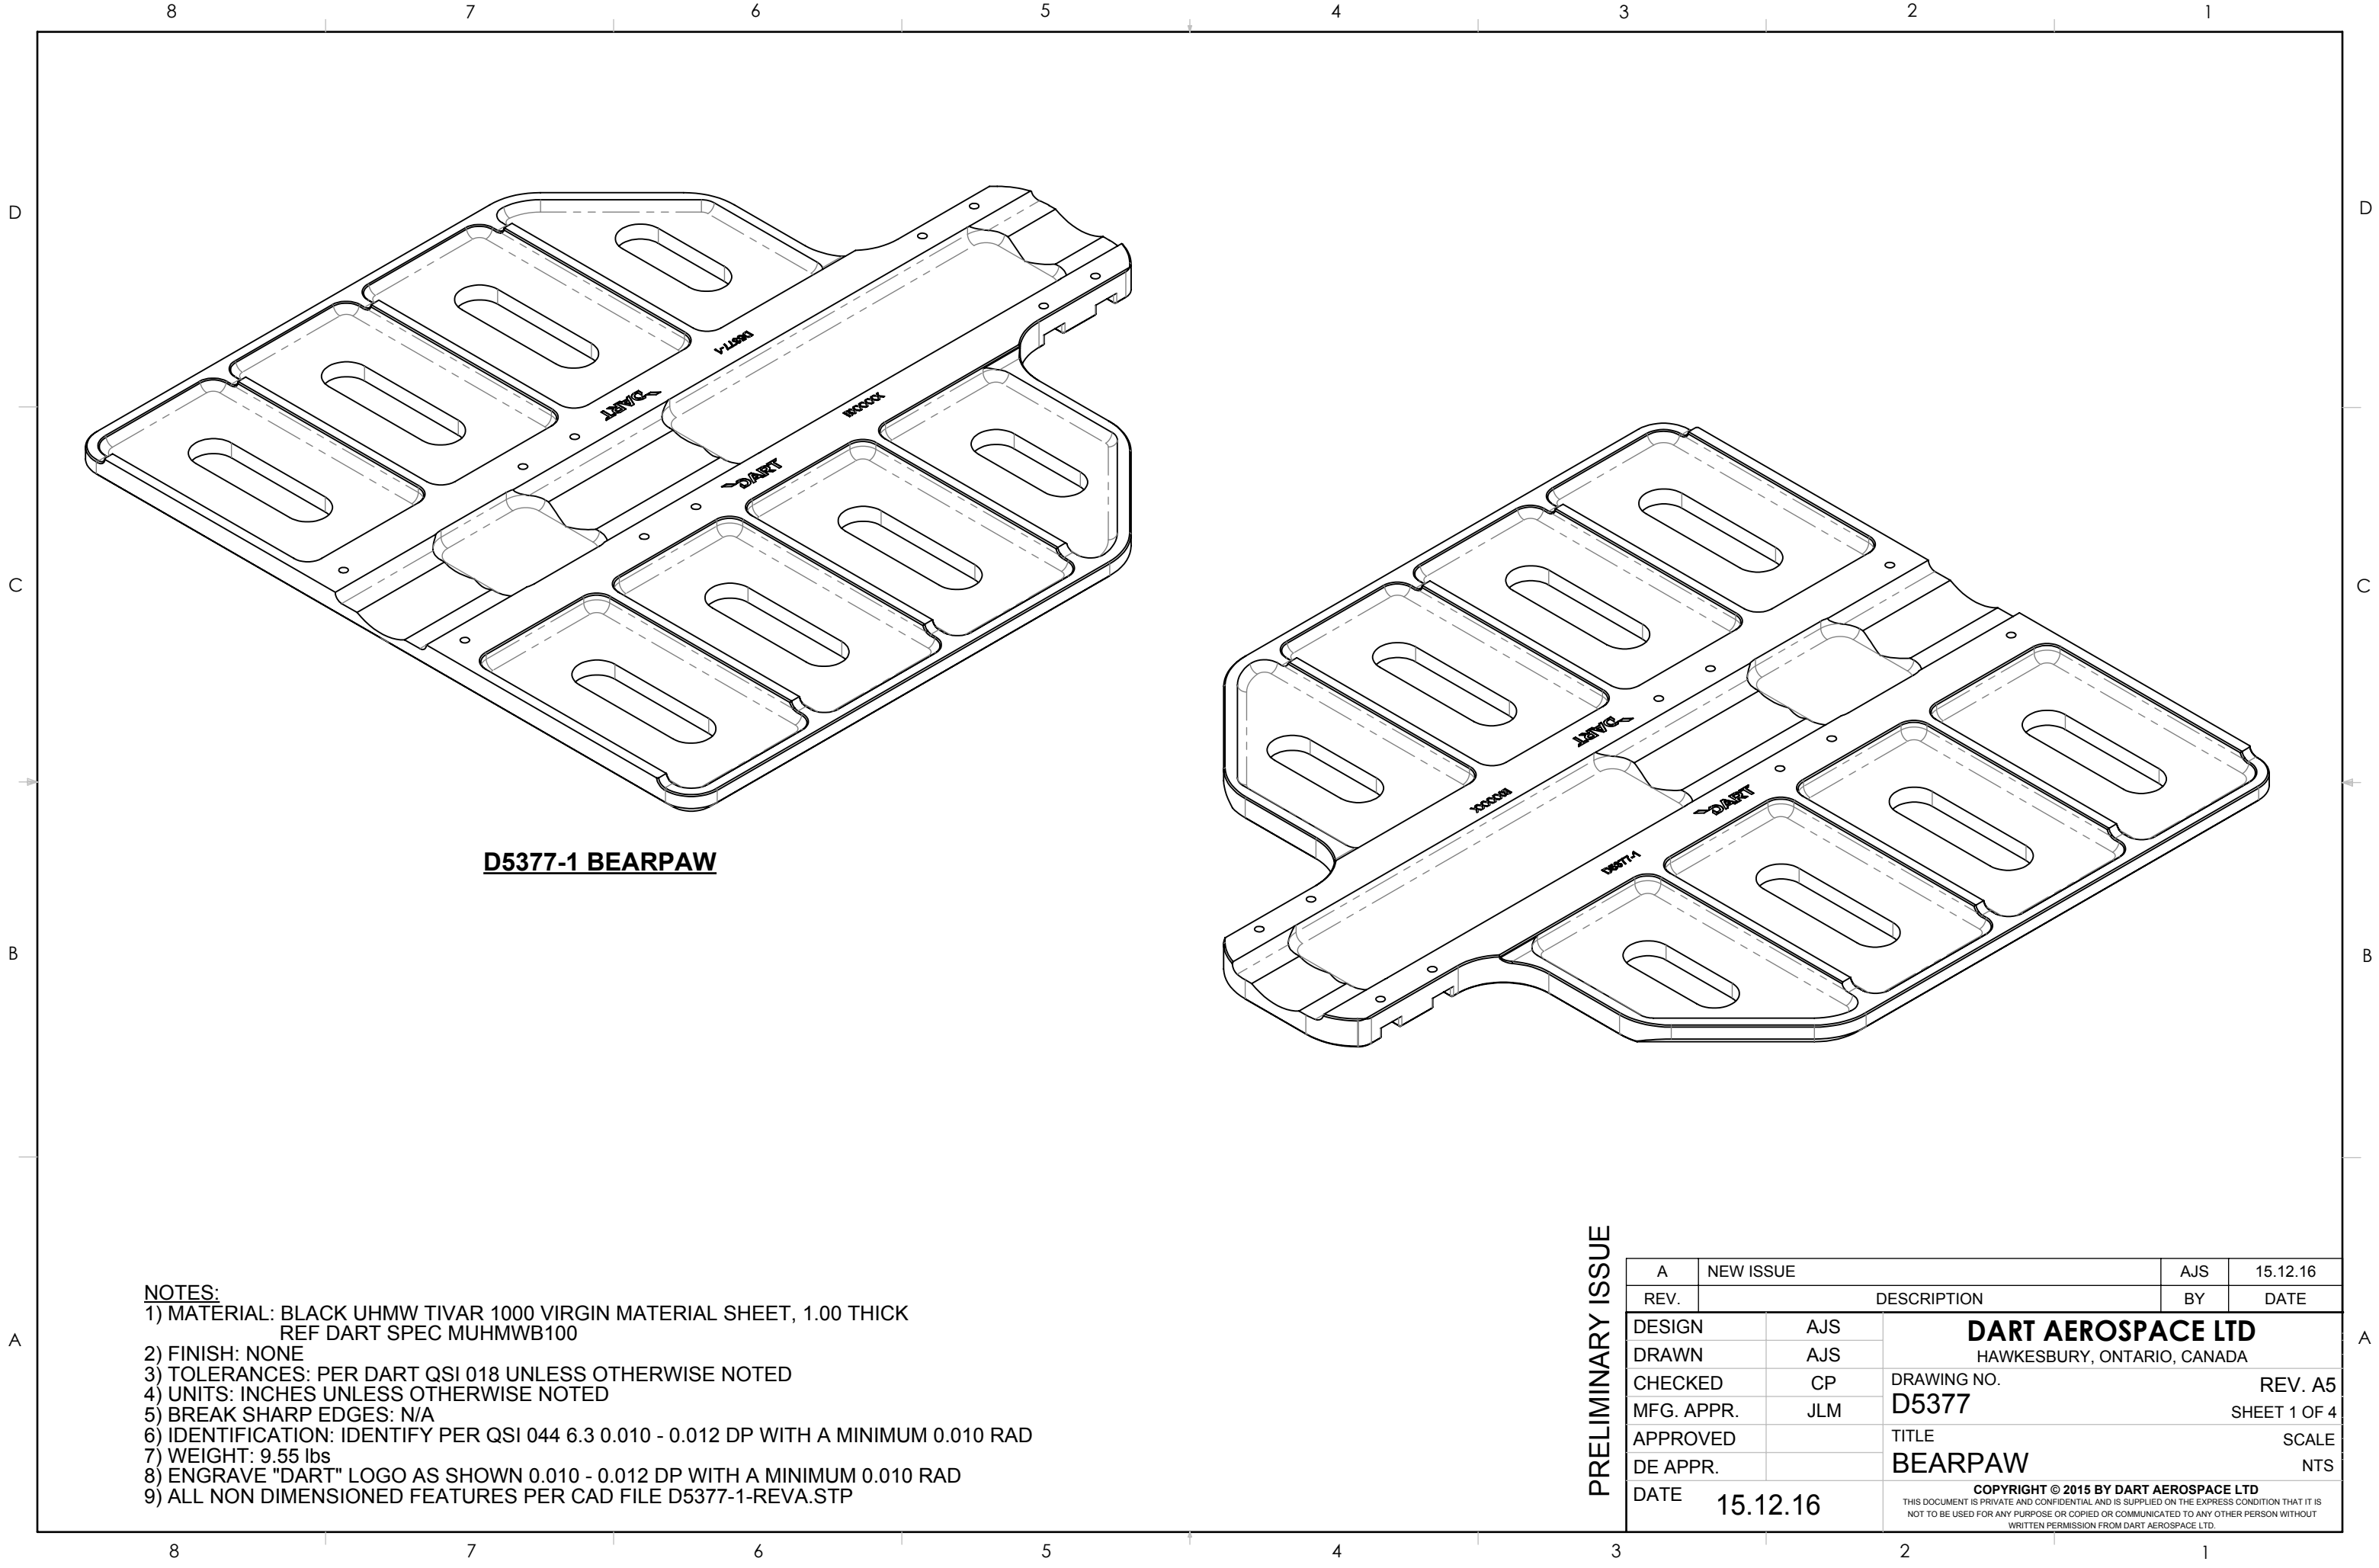 8 7 6 5 4 3 2 1
D D
C C
B B
A A
D5377-1
DART
XXXXXX
DART
D5377-1 BEARPAW
DART
DART
D5377-1
NOTES:
1) MATERIAL: BLACK UHMW TIVAR 1000 VIRGIN MATERIAL SHEET, 1.00 THICK
REF DART SPEC MUHMWB100
2) FINISH: NONE
3) TOLERANCES: PER DART QSI 018 UNLESS OTHERWISE NOTED
4) UNITS: INCHES UNLESS OTHERWISE NOTED
5) BREAK SHARP EDGES: N/A
6) IDENTIFICATION: IDENTIFY PER QSI 044 6.3 0.010 - 0.012 DP WITH A MINIMUM 0.010 RAD
7) WEIGHT: 9.55 lbs
8) ENGRAVE "DART" LOGO AS SHOWN 0.010 - 0.012 DP WITH A MINIMUM 0.010 RAD
9) ALL NON DIMENSIONED FEATURES PER CAD FILE D5377-1-REVA.STP
PRELIMINARY ISSUE
A NEW ISSUE AJS 15.12.16
REV. DESCRIPTION BY DATE
DESIGN AJS
DRAWN AJS
CHECKED CP
MFG. APPR. JLM
APPROVED
DE APPR.
DATE 15.12.16
DART AEROSPACE LTD
HAWKESBURY, ONTARIO, CANADA
DRAWING NO. REV. A5
D5377 SHEET 1 OF 4
TITLE SCALE
BEARPAW NTS
COPYRIGHT © 2015 BY DART AEROSPACE LTD
THIS DOCUMENT IS PRIVATE AND CONFIDENTIAL AND IS SUPPLIED ON THE EXPRESS CONDITION THAT IT IS
NOT TO BE USED FOR ANY PURPOSE OR COPIED OR COMMUNICATED TO ANY OTHER PERSON WITHOUT
WRITTEN PERMISSION FROM DART AEROSPACE LTD.
8 7 6 5 4 3 2 1